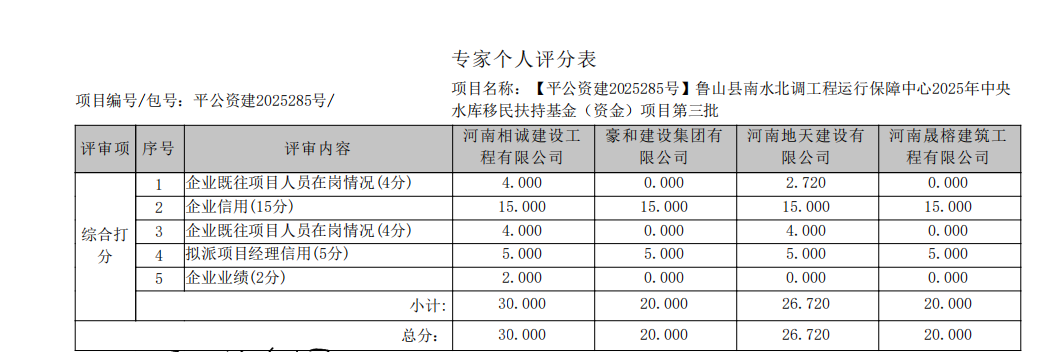 专家个人评分表
项目编号/包号：平公资建2025285号/
项目名称：【平公资建2025285号】鲁山县南水北调工程运行保障中心2025年中央
水库移民扶持基金（资金）项目第三批
评审项 序号 评审内容 河南相诚建设工程有限公司 豪和建设集团有限公司 河南地天建设有限公司 河南晟榕建筑工程有限公司
综合打分
1 企业既往项目人员在岗情况(4分) 4.000 0.000 2.720 0.000
2 企业信用(15分) 15.000 15.000 15.000 15.000
3 企业既往项目人员在岗情况(4分) 4.000 0.000 4.000 0.000
4 拟派项目经理信用(5分) 5.000 5.000 5.000 5.000
5 企业业绩(2分) 2.000 0.000 0.000 0.000
小计: 30.000 20.000 26.720 20.000
总分: 30.000 20.000 26.720 20.000